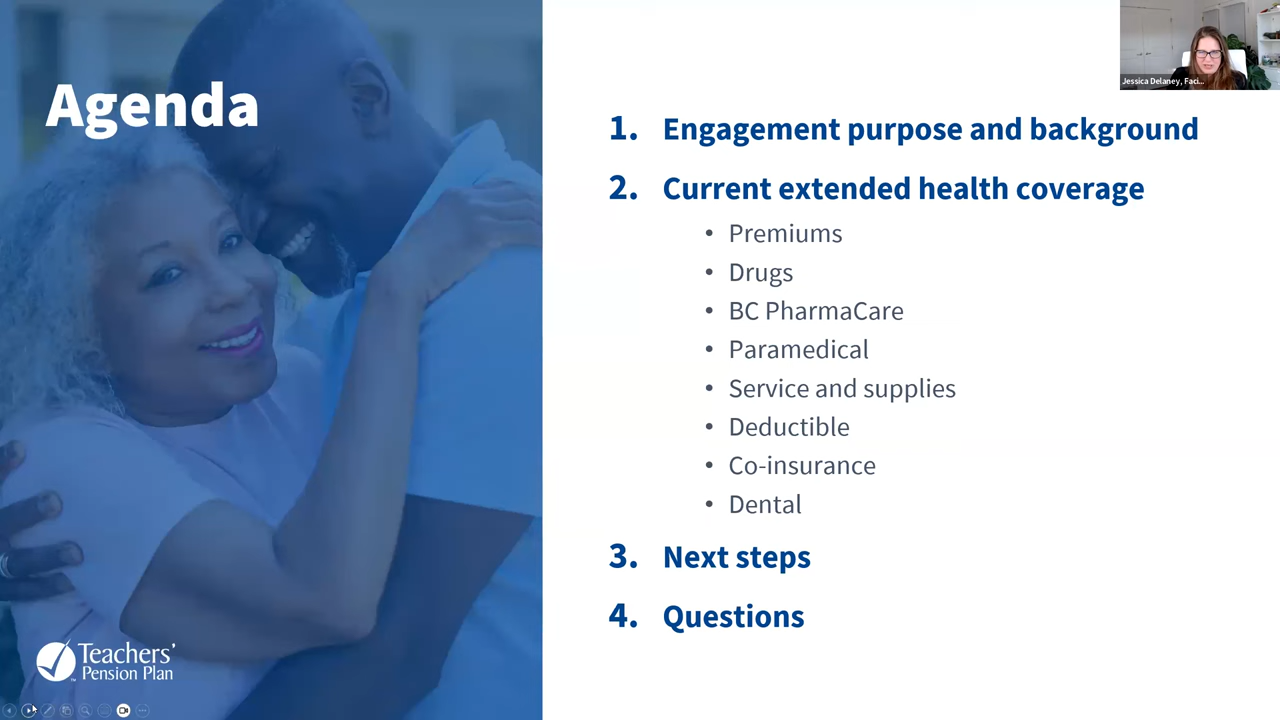 Agenda
1. Engagement purpose and background
2. Current extended health coverage
• Premiums
• Drugs
• BC PharmaCare
• Paramedical
• Service and supplies
• Deductible
• Co-insurance
• Dental
3. Next steps
4. Questions
Teachers'
Pension Plan
TM
Jessica Delaney, Faci...